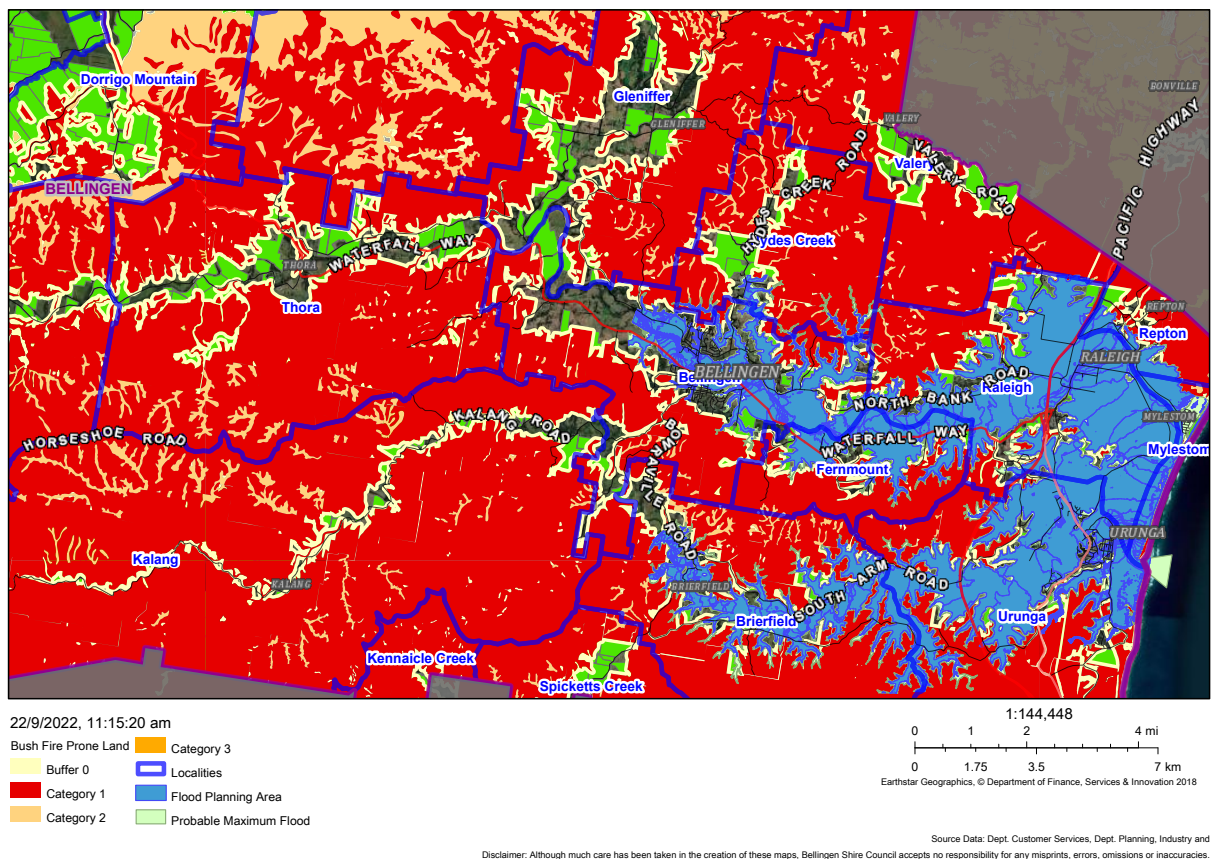 BONVILLE
Dorrigo Mountain
Gleniffer
PACIFIC HIGHWAY
GLENIFFER
VALERY
HYDES CREEK ROAD
Valery
VALERY ROAD
BELLINGEN
Hydes Creek
WATERFALL WAY
THORA
Thora
REPTON
Repton
RALEIGH
BELLINGEN
Bellingen
Raleigh
NORTH BANK ROAD
MYLESTOM
KALANG ROAD
HORSESHOE ROAD
BOWRAVILLE ROAD
WATERFALL WAY
Mylestom
Fernmount
URUNGA
Kalang
KALANG
BRIERFIELD
SOUTH ARM ROAD
Brierfield
Urunga
Kennaicle Creek
Spicketts Creek
22/9/2022, 11:15:20 am
Bush Fire Prone Land
Buffer 0
Category 1
Category 2
Category 3
Localities
Flood Planning Area
Probable Maximum Flood
1:144,448
0 1 2 4 mi
0 1.75 3.5 7 km
Earthstar Geographics, © Department of Finance, Services & Innovation 2018
Source Data: Dept. Customer Services, Dept. Planning, Industry and
Disclaimer: Although much care has been taken in the creation of these maps, Bellingen Shire Council accepts no responsibility for any misprints, errors, omissions or inaccuracies.